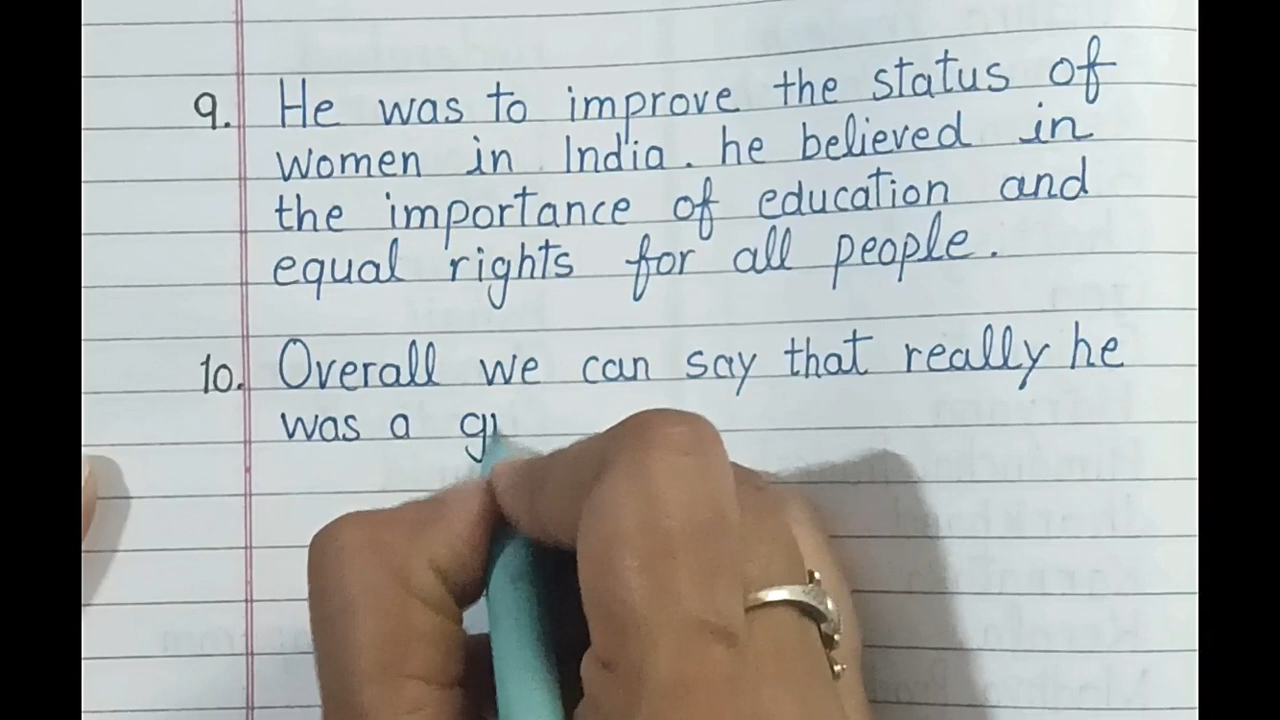 9. He was to improve the status of
women in India. he believed in
the importance of education and
equal rights for all people.
10. Overall we can say that really he
was a